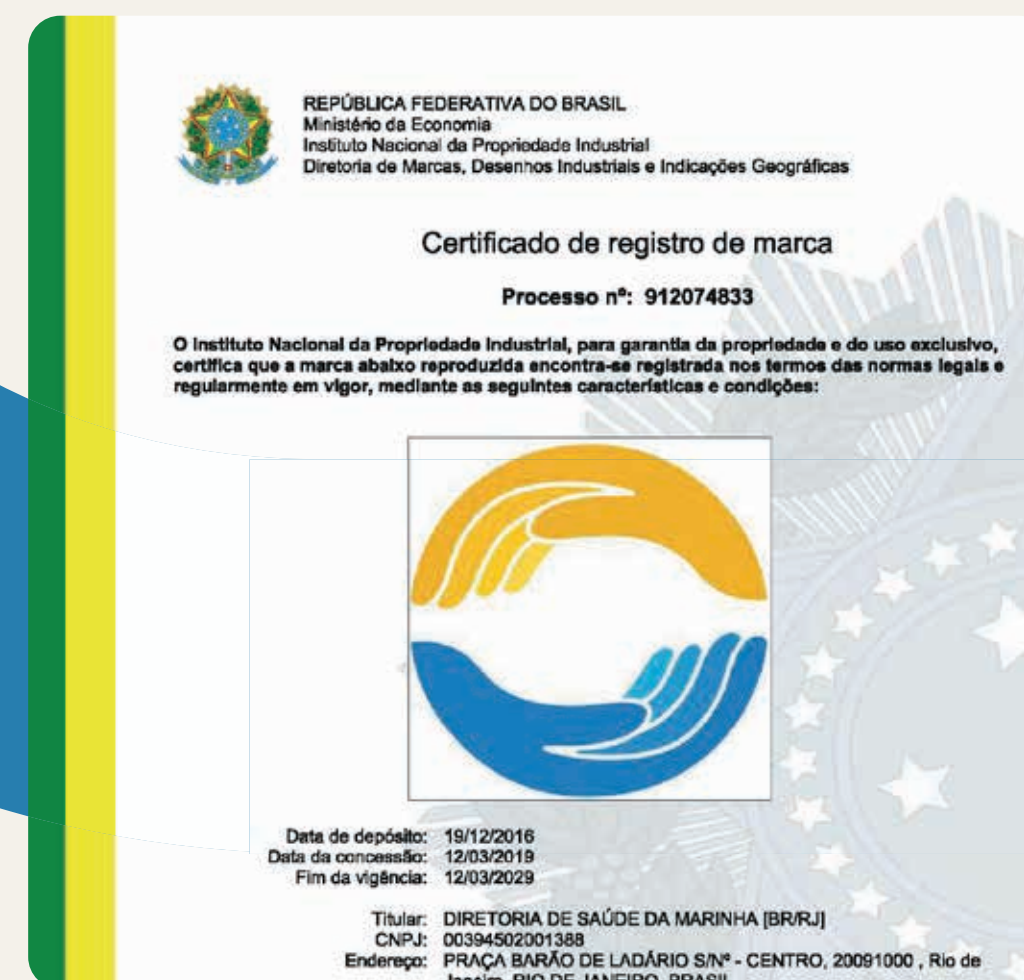 REPÚBLICA FEDERATIVA DO BRASIL
Ministério da Economia
Instituto Nacional da Propriedade Industrial
Diretoria de Marcas, Desenhos Industriais e Indicações Geográficas
Certificado de registro de marca
Processo nº: 912074833
O Instituto Nacional da Propriedade Industrial, para garantia da propriedade e do uso exclusivo,
certifica que a marca abaixo reproduzida encontra-se registrada nos termos das normas legais e
regularmente em vigor, mediante as seguintes características e condições:
Data de depósito: 19/12/2016
Data da concessão: 12/03/2019
Fim da vigência: 12/03/2029
Titular: DIRETORIA DE SAÚDE DA MARINHA [BR/RJ]
CNPJ: 00394502001388
Endereço: PRAÇA BARÃO DE LADÁRIO S/Nº - CENTRO, 20091000 , Rio de
Janeiro, RIO DE JANEIRO, BRASIL